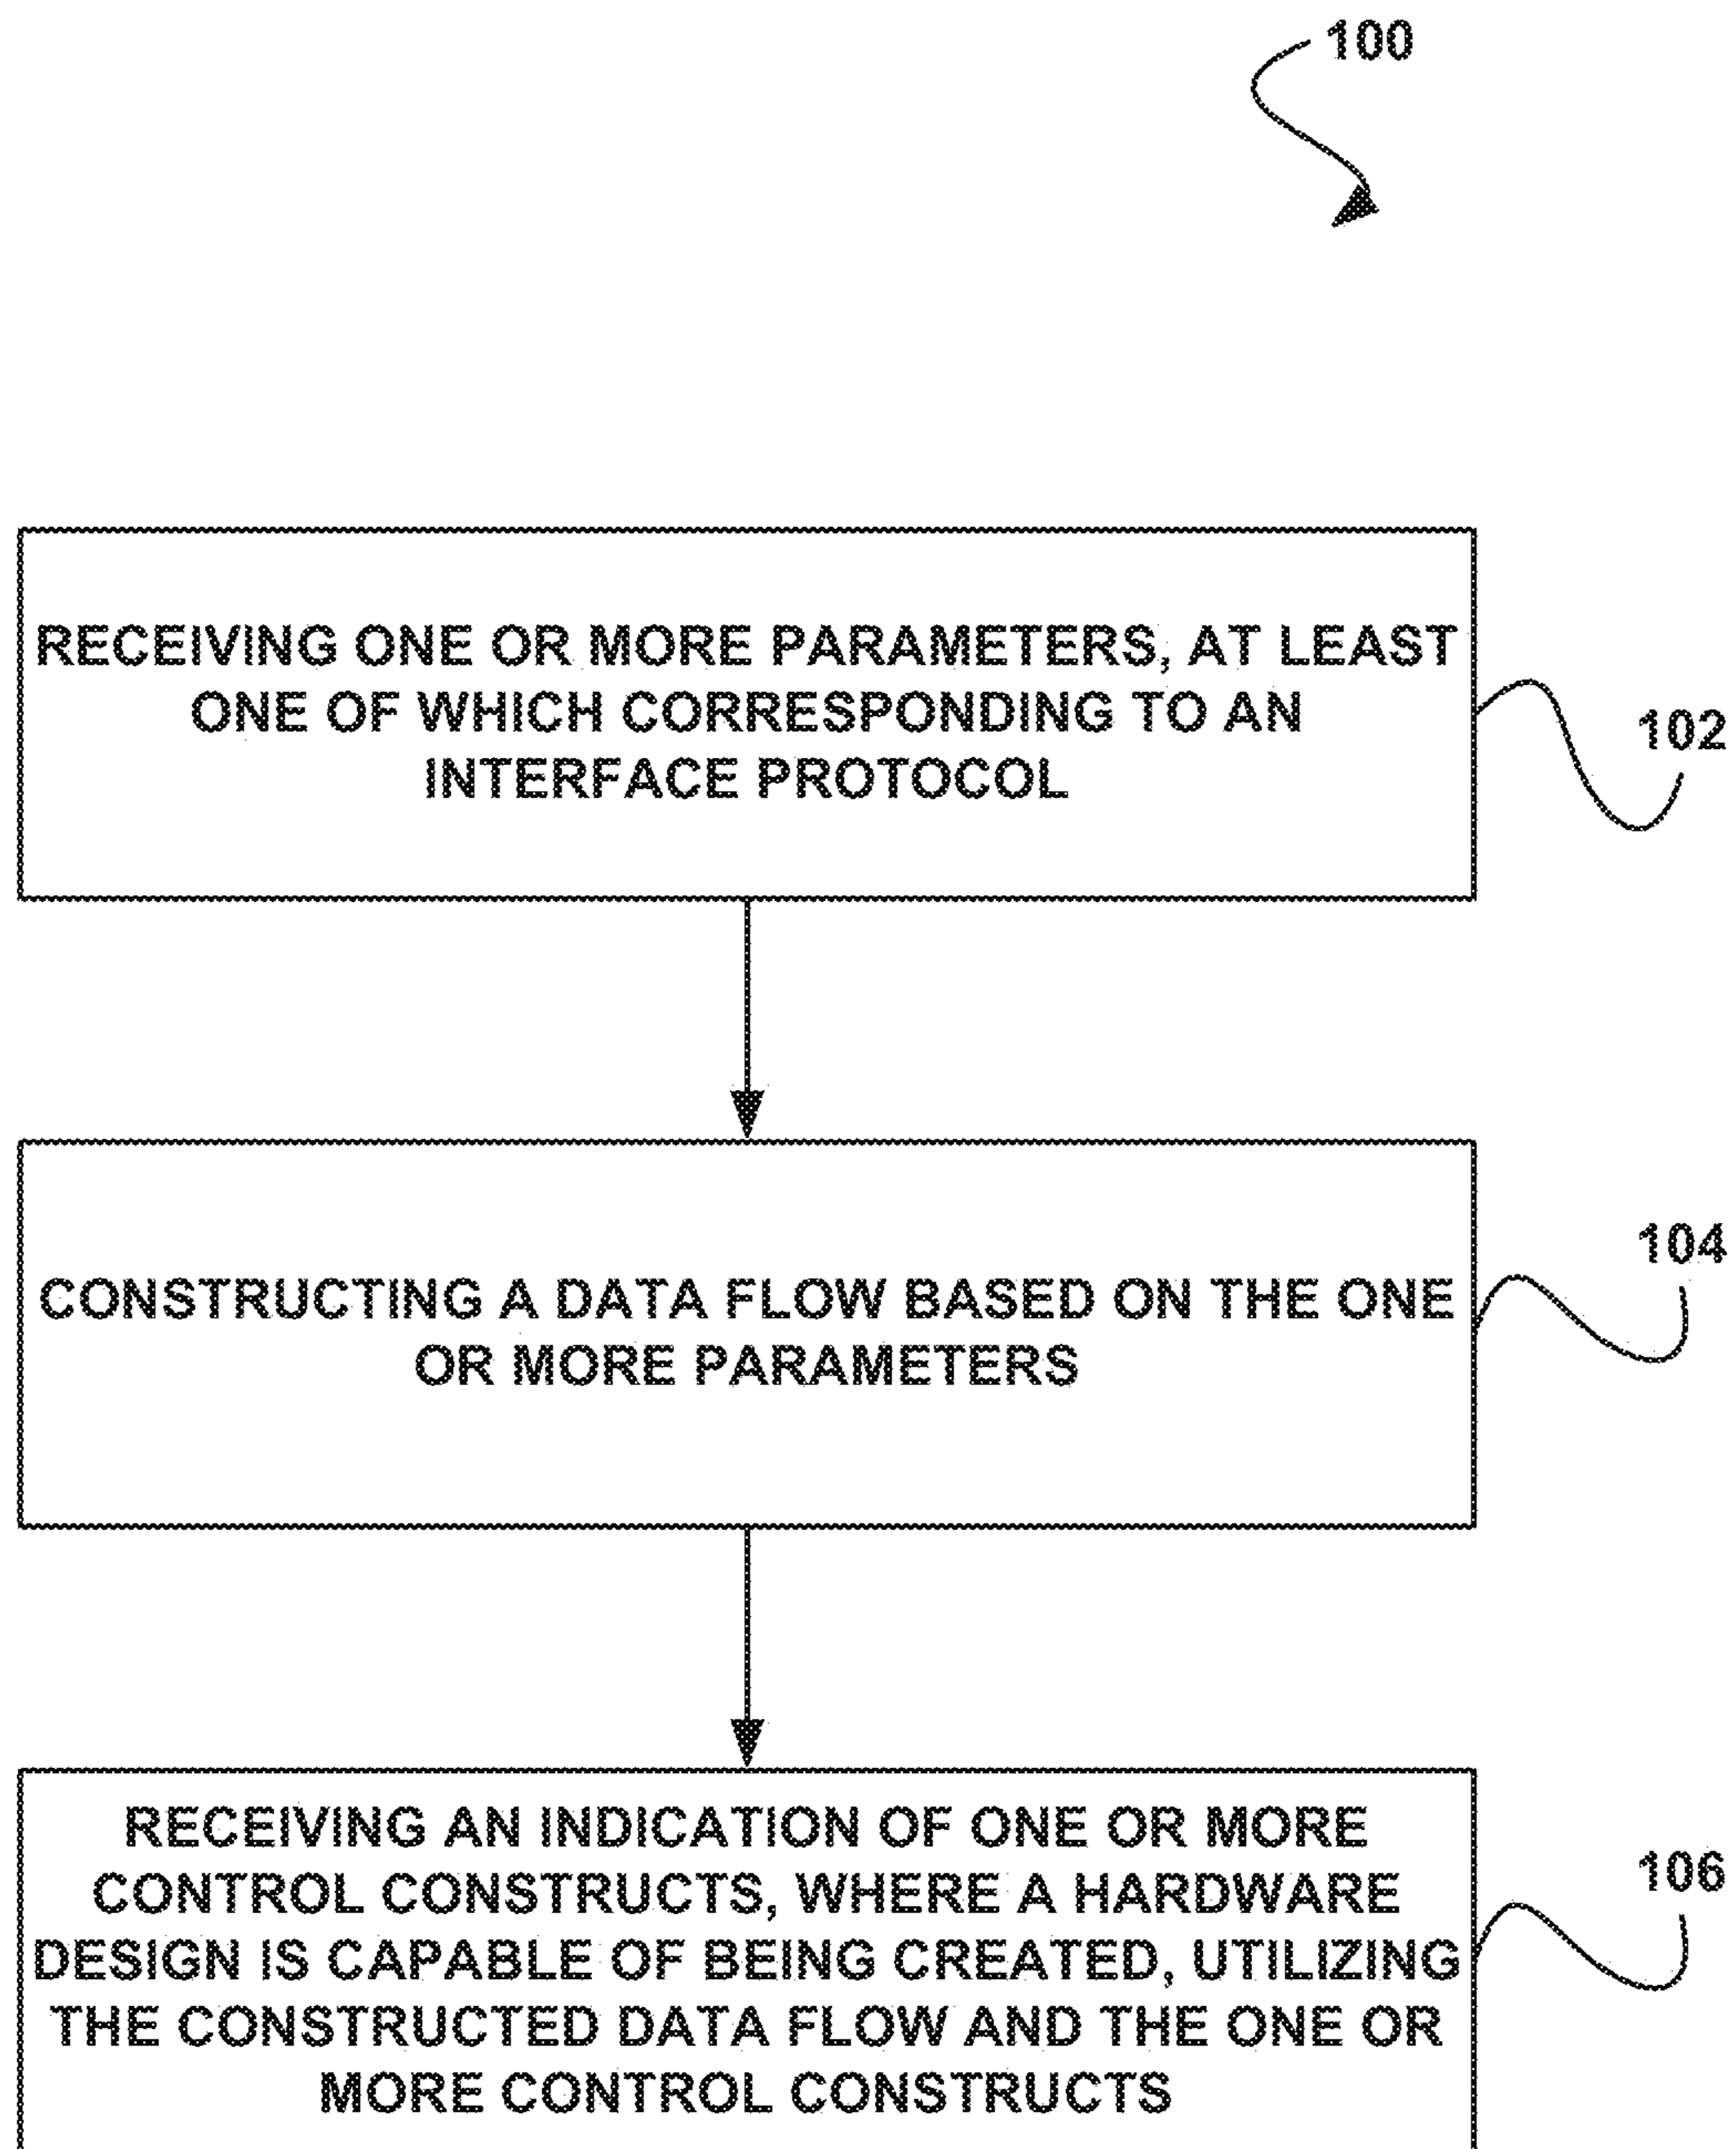 100
RECEIVING ONE OR MORE PARAMETERS, AT LEAST
ONE OF WHICH CORRESPONDING TO AN
INTERFACE PROTOCOL
102
CONSTRUCTING A DATA FLOW BASED ON THE ONE
OR MORE PARAMETERS
104
RECEIVING AN INDICATION OF ONE OR MORE
CONTROL CONSTRUCTS, WHERE A HARDWARE
DESIGN IS CAPABLE OF BEING CREATED, UTILIZING
THE CONSTRUCTED DATA FLOW AND THE ONE OR
MORE CONTROL CONSTRUCTS
106